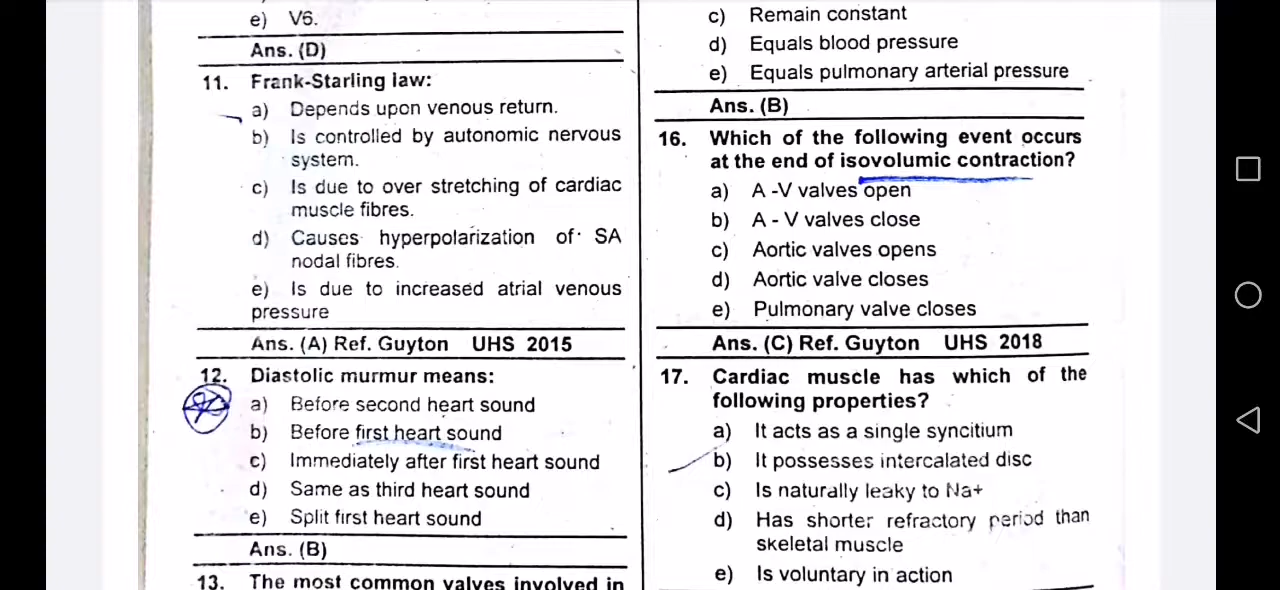 e) V6.
Ans. (D)
11. Frank-Starling law:
a) Depends upon venous return.
b) Is controlled by autonomic nervous
system.
c) Is due to over stretching of cardiac
muscle fibres.
d) Causes hyperpolarization of SA
nodal fibres.
e) Is due to increased atrial venous
pressure
Ans. (A) Ref. Guyton UHS 2015
12. Diastolic murmur means:
a) Before second heart sound
b) Before first heart sound
c) Immediately after first heart sound
d) Same as third heart sound
e) Split first heart sound
Ans. (B)
13. The most common valves involved in
c) Remain constant
d) Equals blood pressure
e) Equals pulmonary arterial pressure
Ans. (B)
16. Which of the following event occurs
at the end of isovolumic contraction?
a) A -V valves open
b) A - V valves close
c) Aortic valves opens
d) Aortic valve closes
e) Pulmonary valve closes
Ans. (C) Ref. Guyton UHS 2018
17. Cardiac muscle has which of the
following properties?
a) It acts as a single syncitium
b) It possesses intercalated disc
c) Is naturally leaky to Na+
d) Has shorter refractory period than
skeletal muscle
e) Is voluntary in action